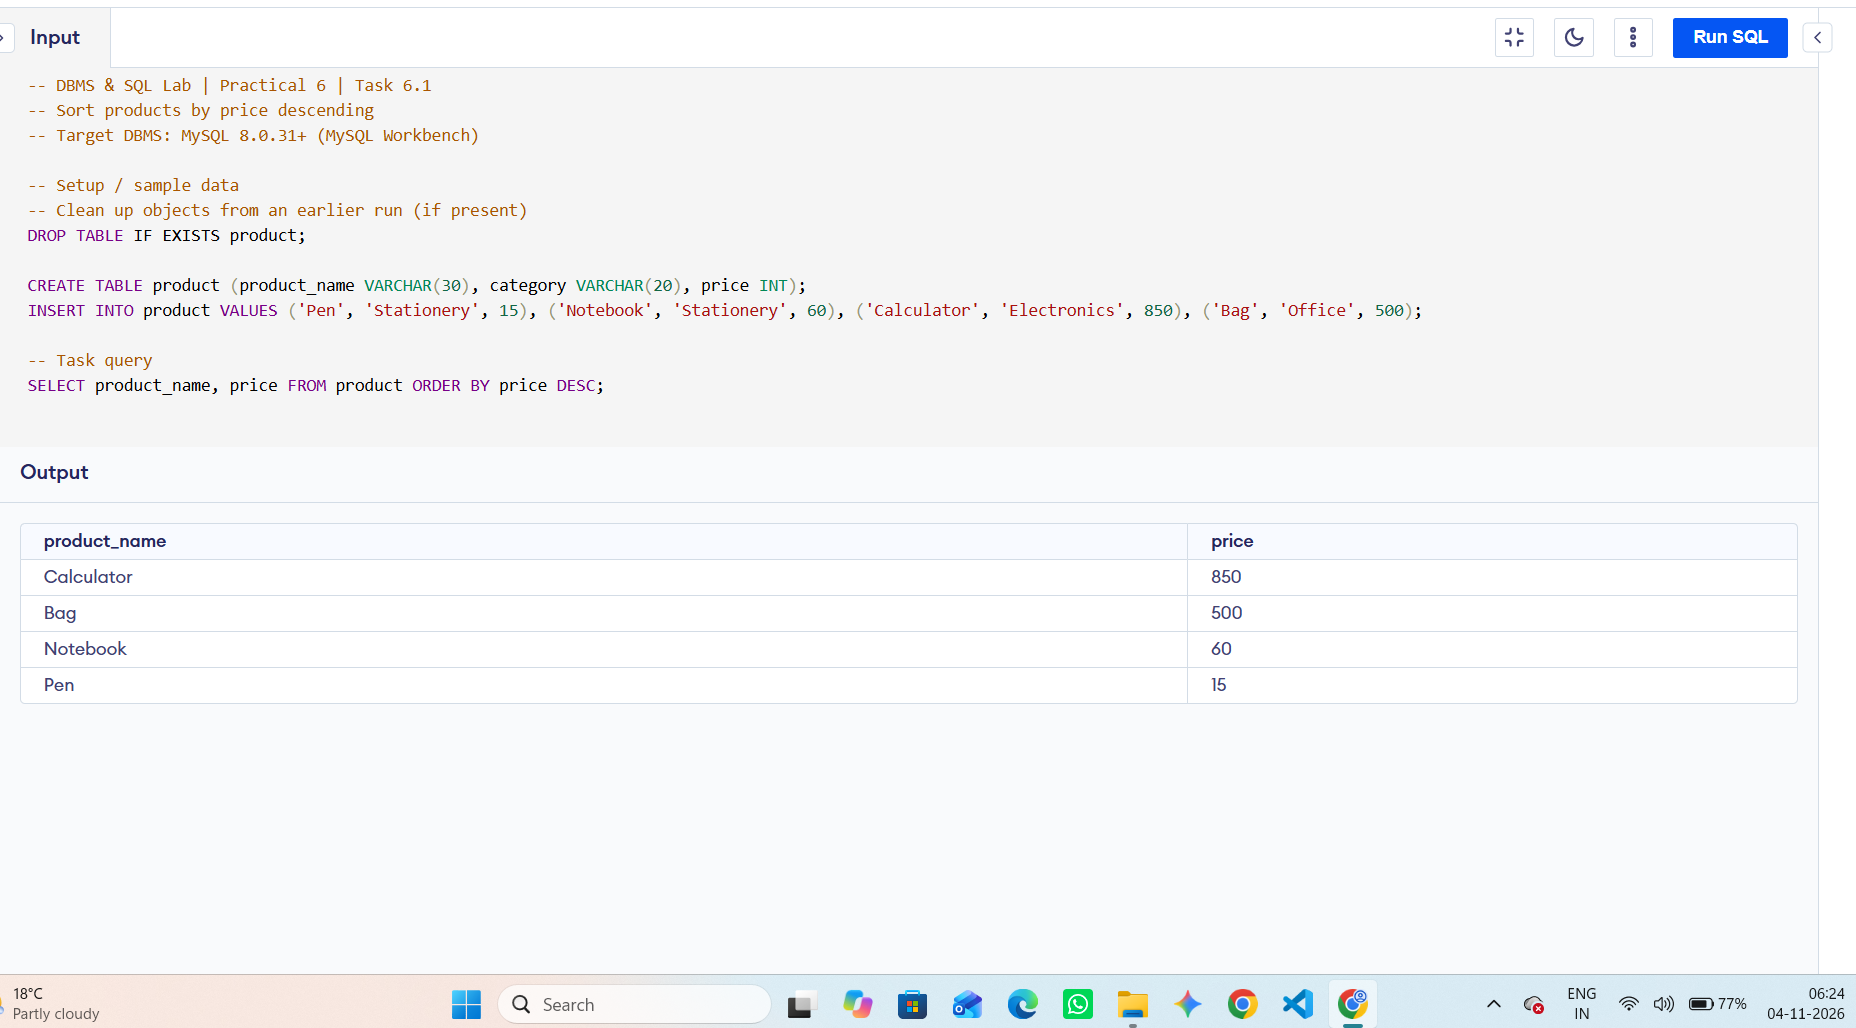 Input
Run SQL
-- DBMS & SQL Lab | Practical 6 | Task 6.1
-- Sort products by price descending
-- Target DBMS: MySQL 8.0.31+ (MySQL Workbench)
-- Setup / sample data
-- Clean up objects from an earlier run (if present)
DROP TABLE IF EXISTS product;
CREATE TABLE product (product_name VARCHAR(30), category VARCHAR(20), price INT);
INSERT INTO product VALUES ('Pen', 'Stationery', 15), ('Notebook', 'Stationery', 60), ('Calculator', 'Electronics', 850), ('Bag', 'Office', 500);
-- Task query
SELECT product_name, price FROM product ORDER BY price DESC;
Output
product_name price
Calculator 850
Bag 500
Notebook 60
Pen 15
18°C
Partly cloudy
Search
ENG
IN
77%
06:24
04-11-2026